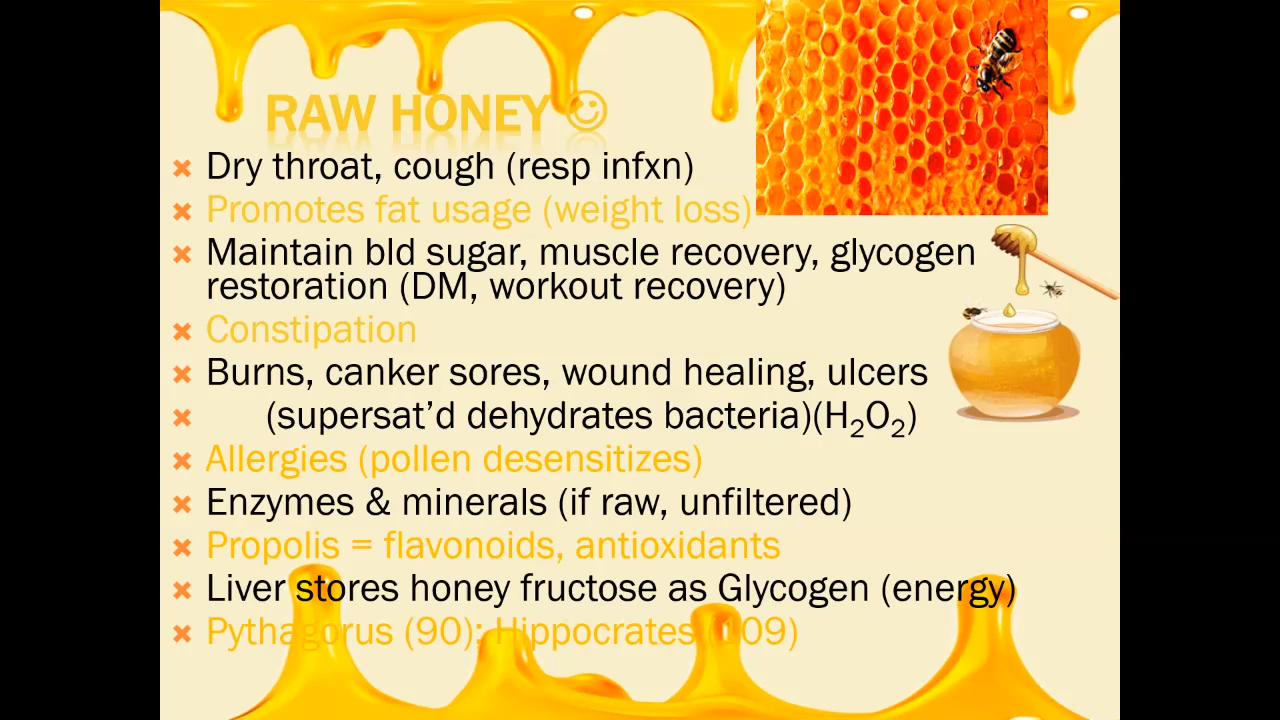 RAW HONEY☺
Dry throat, cough (resp infxn)
Promotes fat usage (weight loss)
Maintain bld sugar, muscle recovery, glycogen
restoration (DM, workout recovery)
Constipation
Burns, canker sores, wound healing, ulcers
(supersat’d dehydrates bacteria)(H₂O₂)
Allergies (pollen desensitizes)
Enzymes & minerals (if raw, unfiltered)
Propolis = flavonoids, antioxidants
Liver stores honey fructose as Glycogen (energy)
Pythagorus (90); Hippocrates (109)